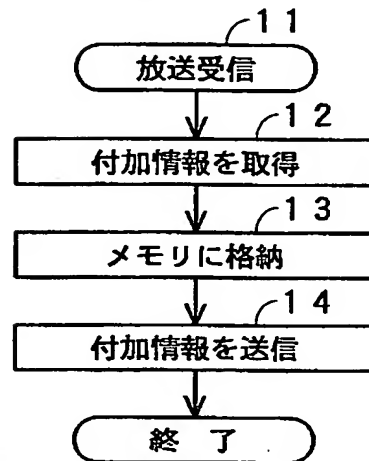 11
放送受信
12
付加情報を取得
13
メモリに格納
14
付加情報を送信
終 了